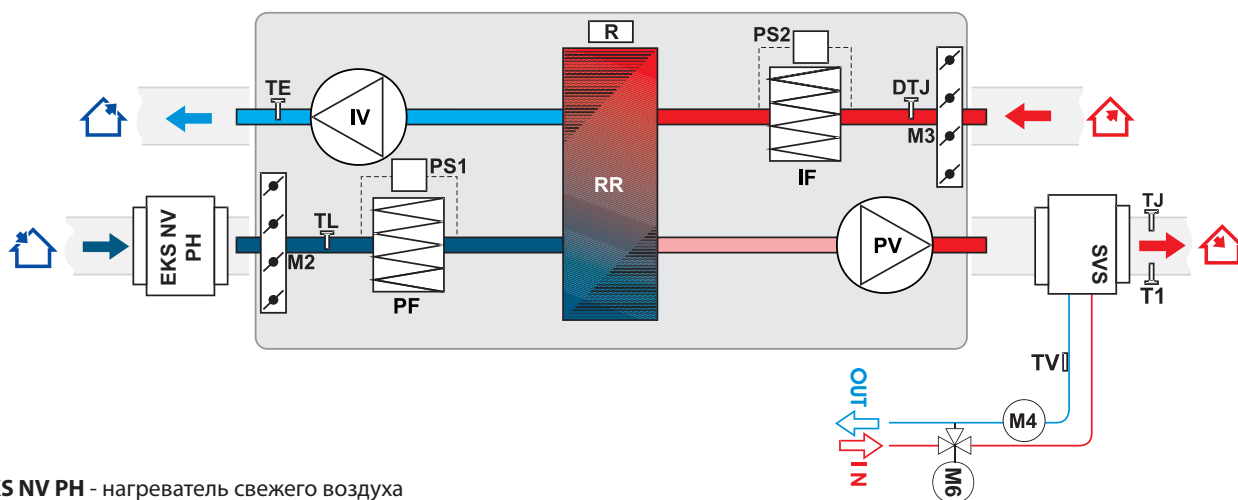 R
PS2
TE
IV
DTJ
M3
IF
PS1
RR
EKS NV
PH
TL
M2
PF
PV
SVS
TJ
T1
TV
OUT
IN
M4
M6
KS NV PH - нагреватель свежего воздуха